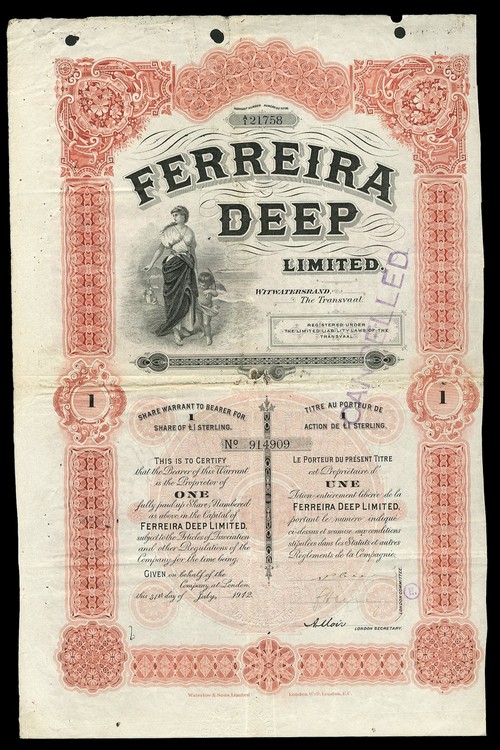 A/1 21758
FERREIRA
DEEP
LIMITED.
WITWATERSRAND,
The Transvaal.
REGISTERED UNDER
THE LIMITED LIABILITY LAWS OF THE
TRANSVAAL
CANCELLED.
1
1
SHARE WARRANT TO BEARER FOR
1
SHARE OF £1 STERLING.
TITRE AU PORTEUR DE
1
ACTION DE £1 STERLING.
No 914909
THIS IS TO CERTIFY
that the Bearer of this Warrant
is the Proprietor of
ONE
fully paid up Share Numbered
as above in the Capital of
FERREIRA DEEP LIMITED,
subject to the Articles of Association
and other Regulations of the
Company for the time being.
GIVEN on behalf of the
Company, at London,
this 31st day of July, 1912.
LE PORTEUR DU PRÉSENT TITRE
est Propriétaire d'
UNE
Action entièrement libérée de la
FERREIRA DEEP LIMITED,
portant le numéro indiqué
ci-dessus et soumise aux conditions
stipulées dans les Statuts et autres
Réglements de la Compagnie.
LONDON COMMITTEE.
LONDON SECRETARY.
Waterlow & Sons Limited
London Wall, London, E.C.